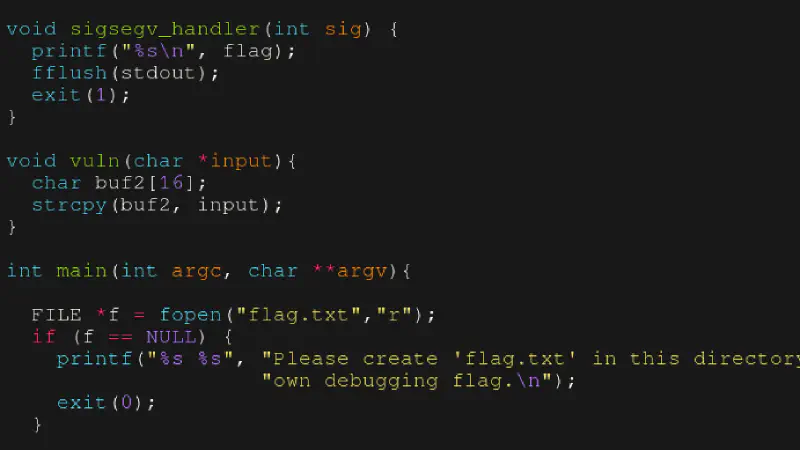 void sigsegv_handler(int sig) {
  printf("%s\n", flag);
  fflush(stdout);
  exit(1);
}

void vuln(char *input){
  char buf2[16];
  strcpy(buf2, input);
}

int main(int argc, char **argv){

  FILE *f = fopen("flag.txt","r");
  if (f == NULL) {
    printf("%s %s", "Please create 'flag.txt' in this directory
                    "own debugging flag.\n");
    exit(0);
  }